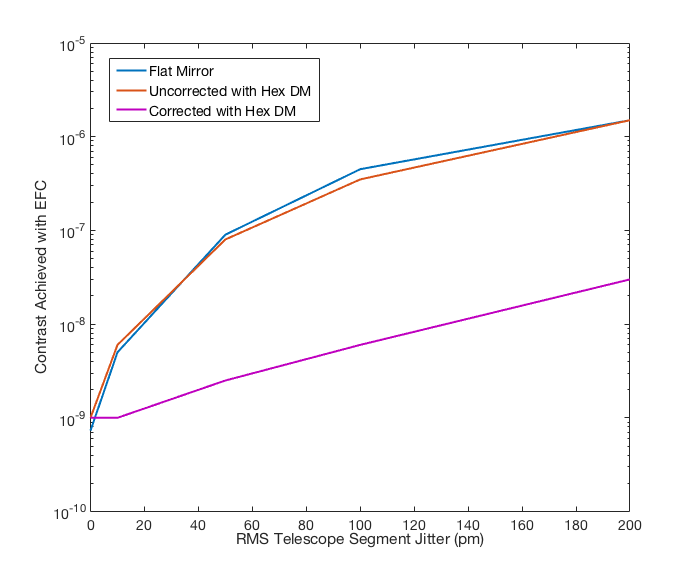 10-5
Flat Mirror
Uncorrected with Hex DM
Corrected with Hex DM
10-6
10-7
10-8
10-9
10-10
Contrast Achieved with EFC
0 20 40 60 80 100 120 140 160 180 200
RMS Telescope Segment Jitter (pm)